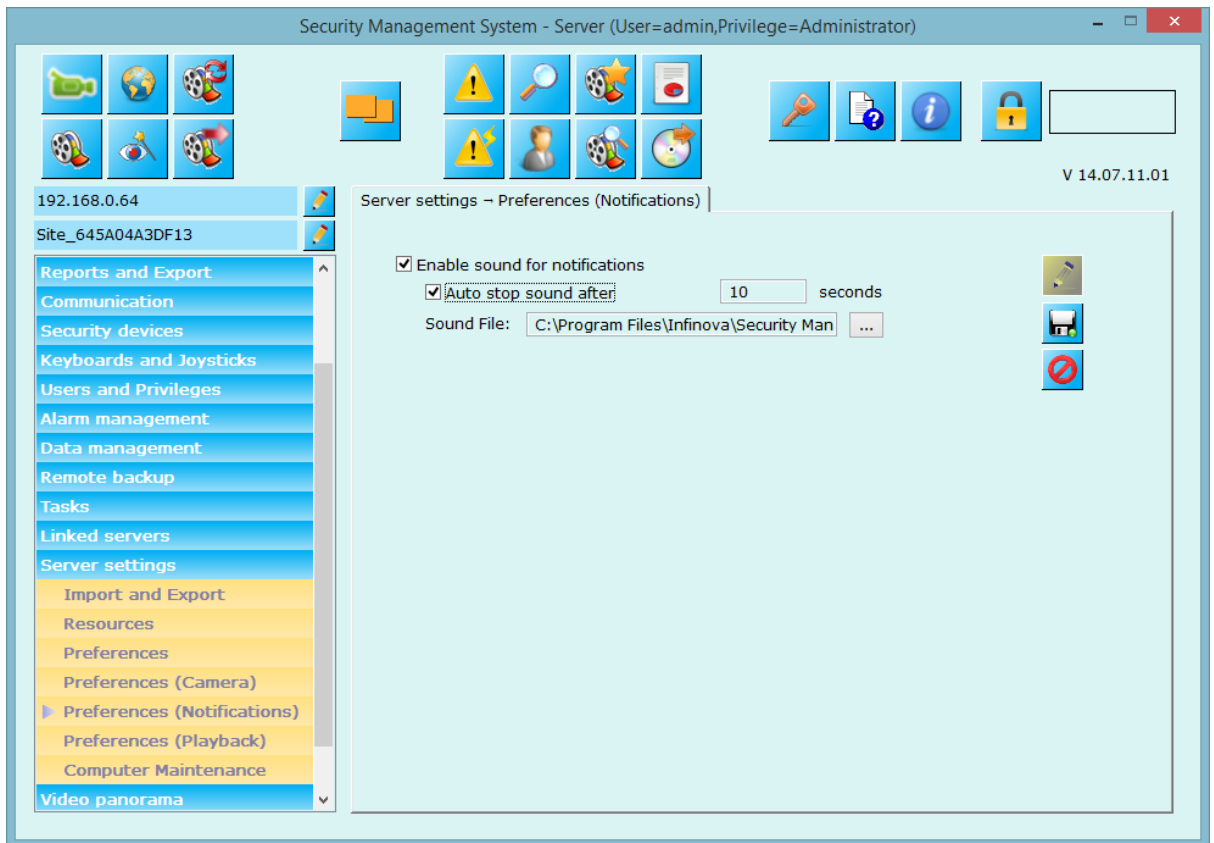 Security Management System - Server (User=admin,Privilege=Administrator)
V 14.07.11.01
192.168.0.64
Site_645A04A3DF13
Reports and Export
Communication
Security devices
Keyboards and Joysticks
Users and Privileges
Alarm management
Data management
Remote backup
Tasks
Linked servers
Server settings
Import and Export
Resources
Preferences
Preferences (Camera)
Preferences (Notifications)
Preferences (Playback)
Computer Maintenance
Video panorama
Server settings – Preferences (Notifications)
Enable sound for notifications
Auto stop sound after 10 seconds
Sound File: C:\Program Files\Infinova\Security Man ...